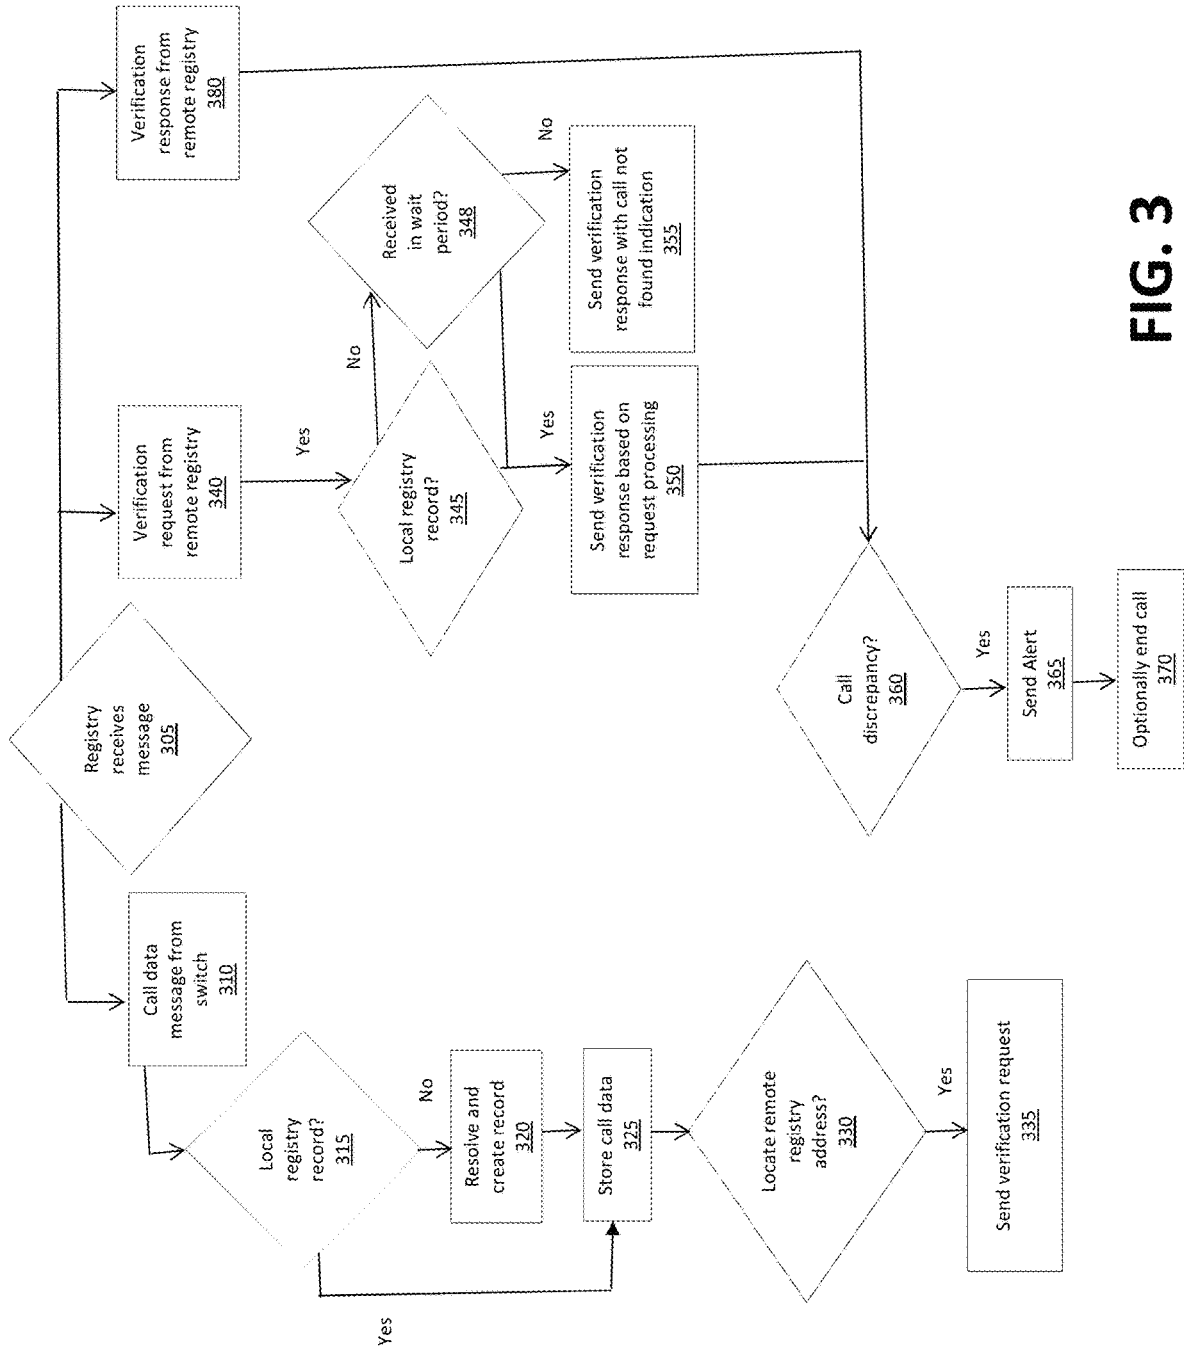 Registry
receives
message
305
Call data
message from
switch
310
Local
registry
record?
315
No
Yes
Resolve and
create record
320
Store call data
325
Locate remote
registry
address?
330
Yes
Send verification request
335
Verification
request from
remote registry
340
Yes
Local registry
record?
345
No
Received
in wait
period?
348
Yes
No
Send verification
response based on
request processing
350
Send verification
response with call not
found indication
355
Verification
response from
remote registry
380
Call
discrepancy?
360
Yes
Send Alert
365
Optionally end call
370
FIG. 3